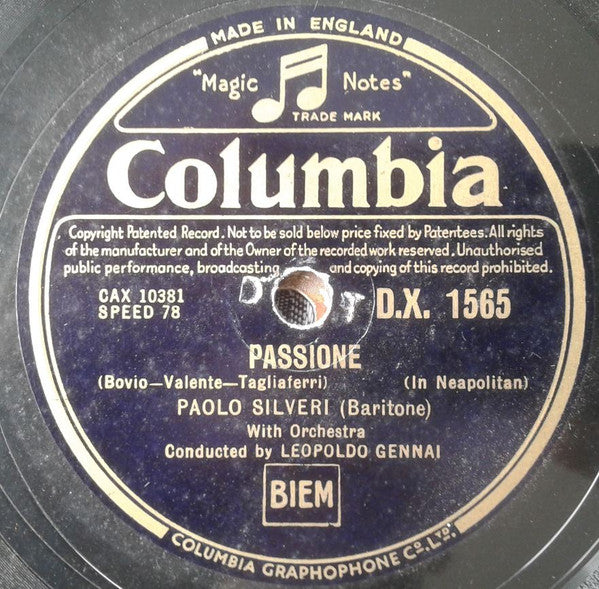 MADE IN ENGLAND
"Magic Notes"
TRADE MARK
Columbia
Copyright Patented Record. Not to be sold below price fixed by Patentees. All rights
of the manufacturer and of the Owner of the recorded work reserved. Unauthorised
public performance, broadcasting and copying of this record prohibited.
CAX 10381
SPEED 78
D T
D.X. 1565
PASSIONE
(Bovio—Valente—Tagliaferri) (In Neapolitan)
PAOLO SILVERI (Baritone)
With Orchestra
Conducted by LEOPOLDO GENNAI
BIEM
COLUMBIA GRAPHOPHONE CO. LTD.